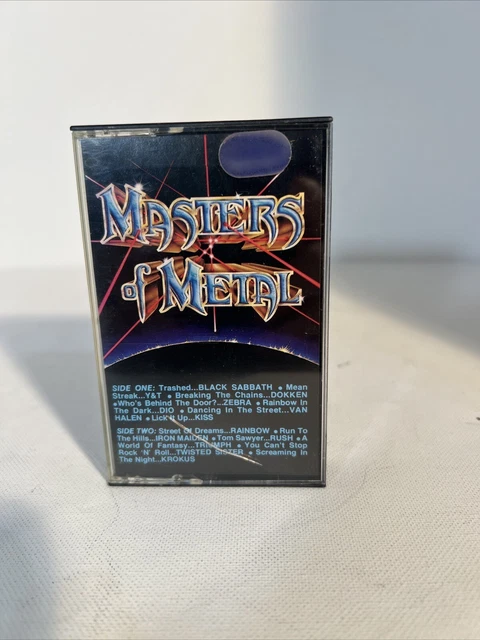 MASTERS
of METAL
SIDE ONE: Trashed...BLACK SABBATH • Mean
Streak...Y&T • Breaking The Chains...DOKKEN
• Who's Behind The Door?...ZEBRA • Rainbow In
The Dark...DIO • Dancing In The Street...VAN
HALEN • Lick It Up...KISS
SIDE TWO: Street Of Dreams...RAINBOW • Run To
The Hills...IRON MAIDEN • Tom Sawyer...RUSH • A
World Of Fantasy...TRIUMPH • You Can't Stop
Rock 'N' Roll...TWISTED SISTER • Screaming In
The Night...KROKUS